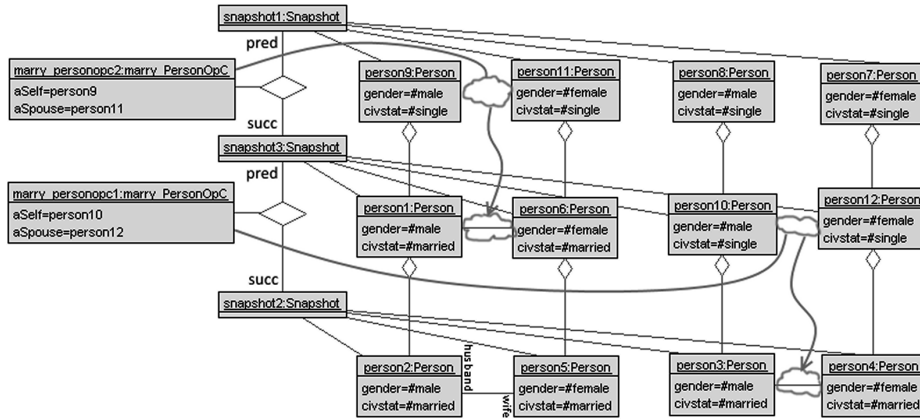 snapshot1:Snapshot
pred
marry_personopc2:marry_PersonOpC
aSelf=person9
aSpouse=person11
person9:Person
gender=#male
civstat=#single
person11:Person
gender=#female
civstat=#single
person8:Person
gender=#male
civstat=#single
person7:Person
gender=#female
civstat=#single
succ
snapshot3:Snapshot
pred
marry_personopc1:marry_PersonOpC
aSelf=person10
aSpouse=person12
person1:Person
gender=#male
civstat=#married
person6:Person
gender=#female
civstat=#married
person10:Person
gender=#male
civstat=#single
person12:Person
gender=#female
civstat=#single
succ
snapshot2:Snapshot
person2:Person
gender=#male
civstat=#married
husband
wife
person5:Person
gender=#female
civstat=#married
person3:Person
gender=#male
civstat=#married
person4:Person
gender=#female
civstat=#married